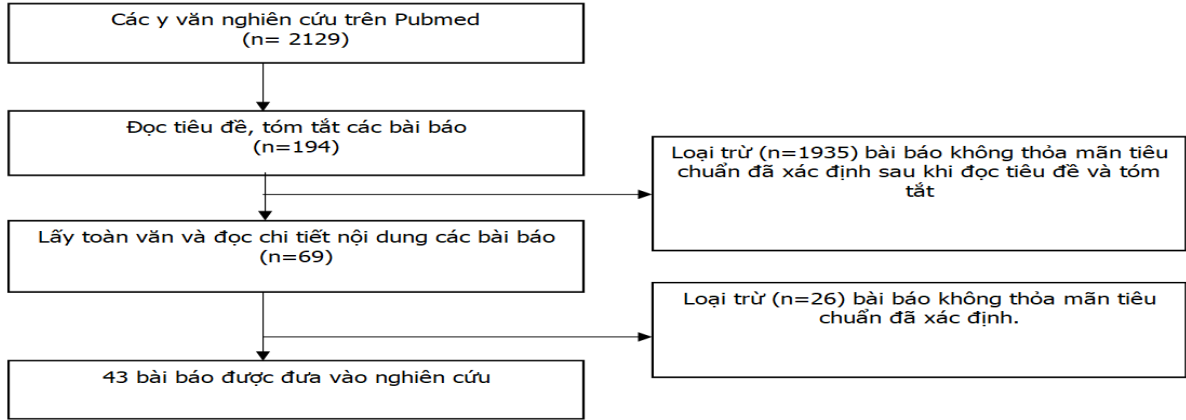 Các y văn nghiên cứu trên Pubmed
(n= 2129)
Đọc tiêu đề, tóm tắt các bài báo
(n=194)
Loại trừ (n=1935) bài báo không thỏa mãn tiêu
chuẩn đã xác định sau khi đọc tiêu đề và tóm
tắt
Lấy toàn văn và đọc chi tiết nội dung các bài báo
(n=69)
Loại trừ (n=26) bài báo không thỏa mãn tiêu
chuẩn đã xác định.
43 bài báo được đưa vào nghiên cứu